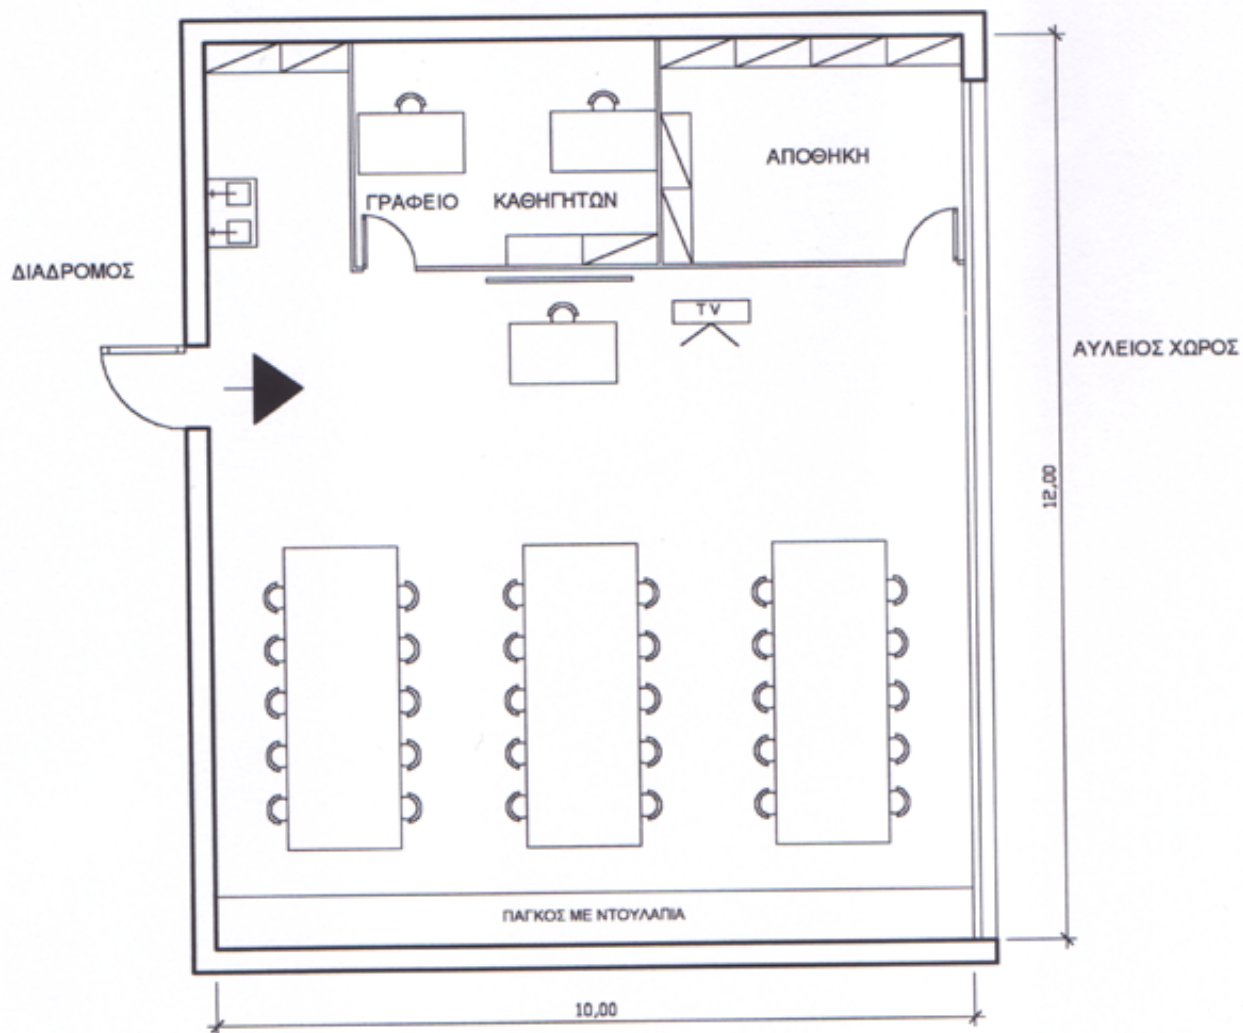 ΑΠΟΘΗΚΗ
ΓΡΑΦΕΙΟ ΚΑΘΗΓΗΤΩΝ
ΔΙΑΔΡΟΜΟΣ
TV
ΑΥΛΕΙΟΣ ΧΩΡΟΣ
12,00
ΠΑΓΚΟΣ ΜΕ ΝΤΟΥΛΑΠΙΑ
10,00